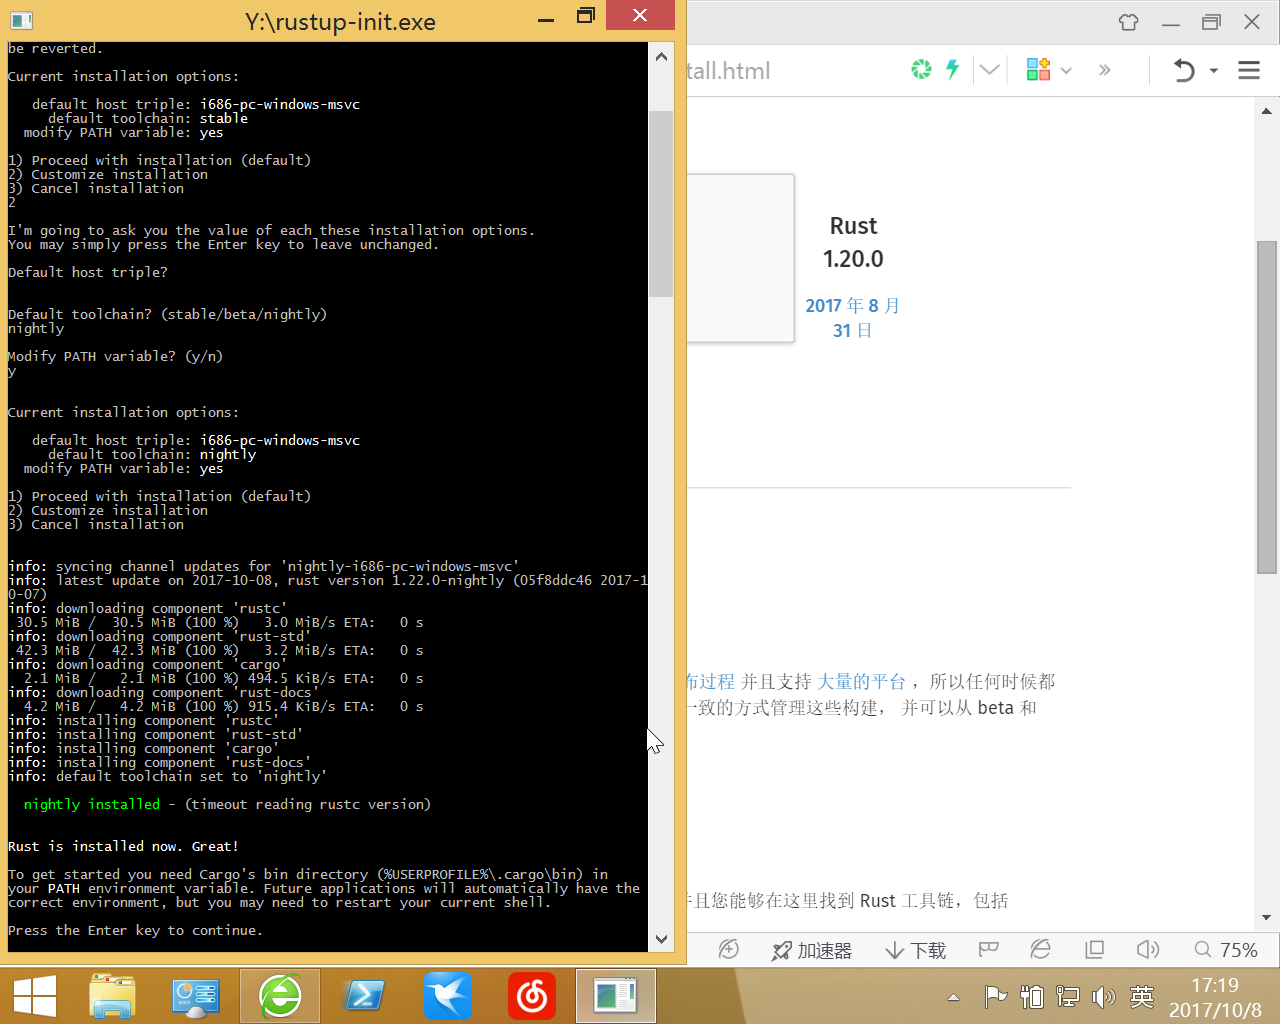 Y:\rustup-init.exe
be reverted.
Current installation options:
default host triple: i686-pc-windows-msvc
default toolchain: stable
modify PATH variable: yes
1) Proceed with installation (default)
2) Customize installation
3) Cancel installation
2
I'm going to ask you the value of each these installation options.
You may simply press the Enter key to leave unchanged.
Default host triple?
Default toolchain? (stable/beta/nightly)
nightly
Modify PATH variable? (y/n)
y
Current installation options:
default host triple: i686-pc-windows-msvc
default toolchain: nightly
modify PATH variable: yes
1) Proceed with installation (default)
2) Customize installation
3) Cancel installation
info: syncing channel updates for 'nightly-i686-pc-windows-msvc'
info: latest update on 2017-10-08, rust version 1.22.0-nightly (05f8ddc46 2017-1
0-07)
info: downloading component 'rustc'
30.5 MiB / 30.5 MiB (100 %) 3.0 MiB/s ETA: 0 s
info: downloading component 'rust-std'
42.3 MiB / 42.3 MiB (100 %) 3.2 MiB/s ETA: 0 s
info: downloading component 'cargo'
2.1 MiB / 2.1 MiB (100 %) 494.5 KiB/s ETA: 0 s
info: downloading component 'rust-docs'
4.2 MiB / 4.2 MiB (100 %) 915.4 KiB/s ETA: 0 s
info: installing component 'rustc'
info: installing component 'rust-std'
info: installing component 'cargo'
info: installing component 'rust-docs'
info: default toolchain set to 'nightly'
nightly installed - (timeout reading rustc version)
Rust is installed now. Great!
To get started you need Cargo's bin directory (%USERPROFILE%\.cargo\bin) in
your PATH environment variable. Future applications will automatically have the
correct environment, but you may need to restart your current shell.
Press the Enter key to continue.
tall.html
Rust
1.20.0
2017 年 8 月
31 日
布过程 并且支持 大量的平台 ，所以任何时候都
一致的方式管理这些构建， 并可以从 beta 和
并且您能够在这里找到 Rust 工具链，包括
加速器 下载 75%
英
17:19
2017/10/8